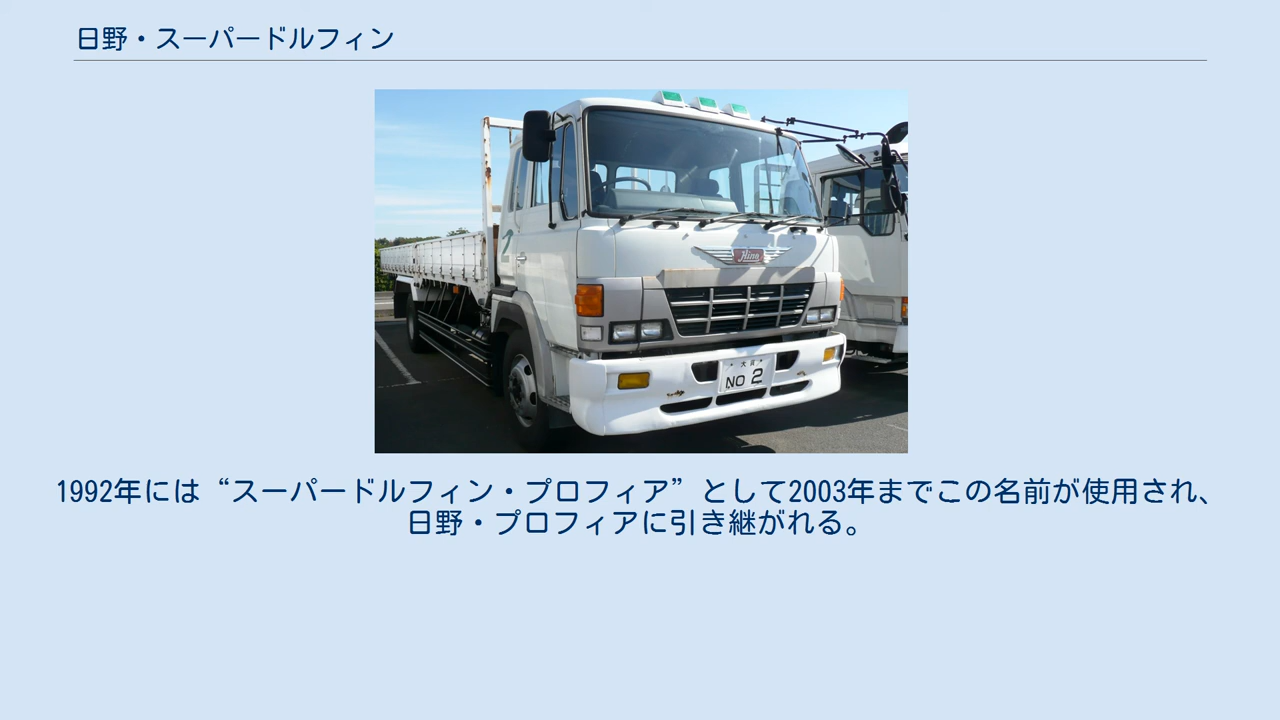 日野・スーパードルフィン
Hino
大貨
NO 2
1992年には“スーパードルフィン・プロフィア”として2003年までこの名前が使用され、
日野・プロフィアに引き継がれる。